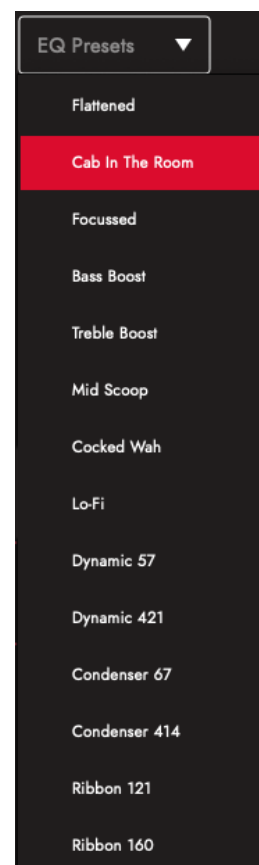 EQ Presets
Flattened
Cab In The Room
Focussed
Bass Boost
Treble Boost
Mid Scoop
Cocked Wah
Lo-Fi
Dynamic 57
Dynamic 421
Condenser 67
Condenser 414
Ribbon 121
Ribbon 160